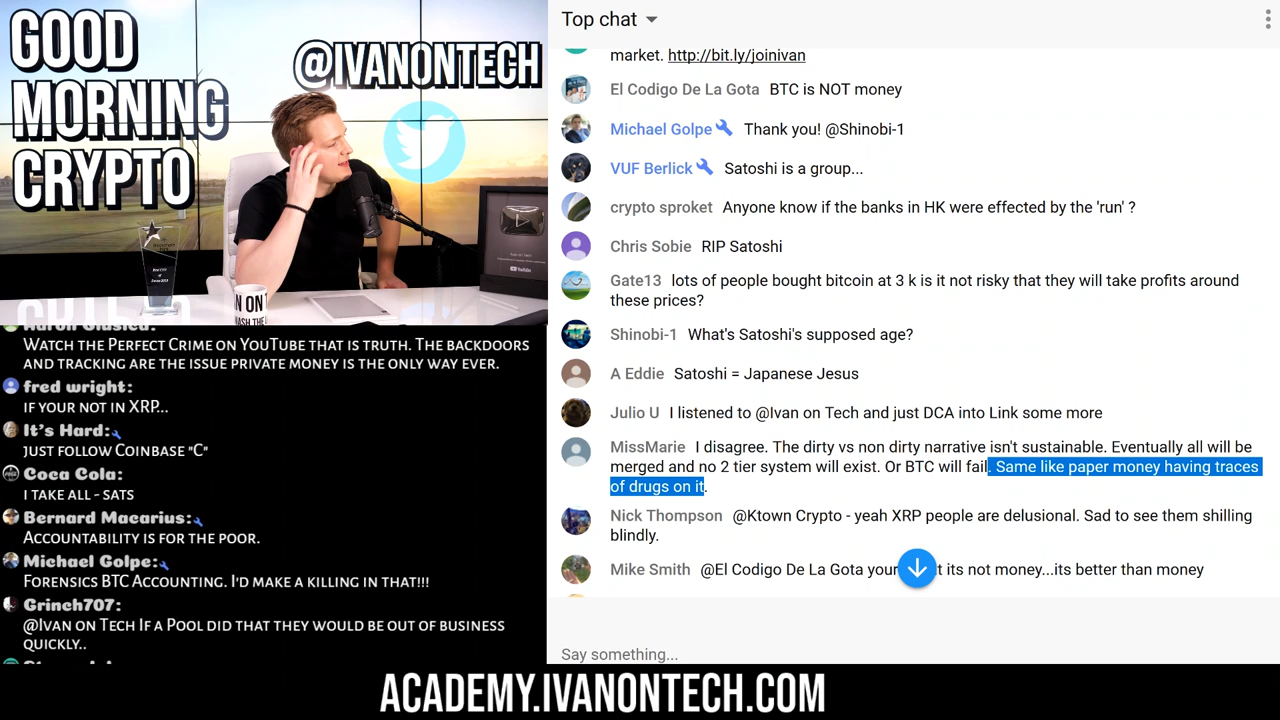 GOOD
MORNING
CRYPTO
@IVANONTECH
N ON
YouTube
Aaron Glusica:
WATCH THE PERFECT CRIME ON YOUTUBE THAT IS TRUTH. THE BACKDOORS
AND TRACKING ARE THE ISSUE PRIVATE MONEY IS THE ONLY WAY EVER.
fred wright:
IF YOUR NOT IN XRP...
It's Hard:
JUST FOLLOW COINBASE "C"
Coca Cola:
I TAKE ALL - SATS
Bernard Macarius:
ACCOUNTABILITY IS FOR THE POOR.
Michael Golpe:
FORENSICS BTC ACCOUNTING. I'D MAKE A KILLING IN THAT!!!
Grinch707:
@IVAN ON TECH IF A POOL DID THAT THEY WOULD BE OUT OF BUSINESS
QUICKLY..
Top chat
market. http://bit.ly/joinivan
El Codigo De La Gota BTC is NOT money
Michael Golpe Thank you! @Shinobi-1
VUF Berlick Satoshi is a group...
crypto sproket Anyone know if the banks in HK were effected by the 'run' ?
Chris Sobie RIP Satoshi
Gate13 lots of people bought bitcoin at 3 k is it not risky that they will take profits around
these prices?
Shinobi-1 What's Satoshi's supposed age?
A Eddie Satoshi = Japanese Jesus
Julio U I listened to @Ivan on Tech and just DCA into Link some more
MissMarie I disagree. The dirty vs non dirty narrative isn't sustainable. Eventually all will be
merged and no 2 tier system will exist. Or BTC will fail. Same like paper money having traces
of drugs on it.
Nick Thompson @Ktown Crypto - yeah XRP people are delusional. Sad to see them shilling
blindly.
Mike Smith @El Codigo De La Gota your t its not money...its better than money
Say something...
ACADEMY.IVANONTECH.COM